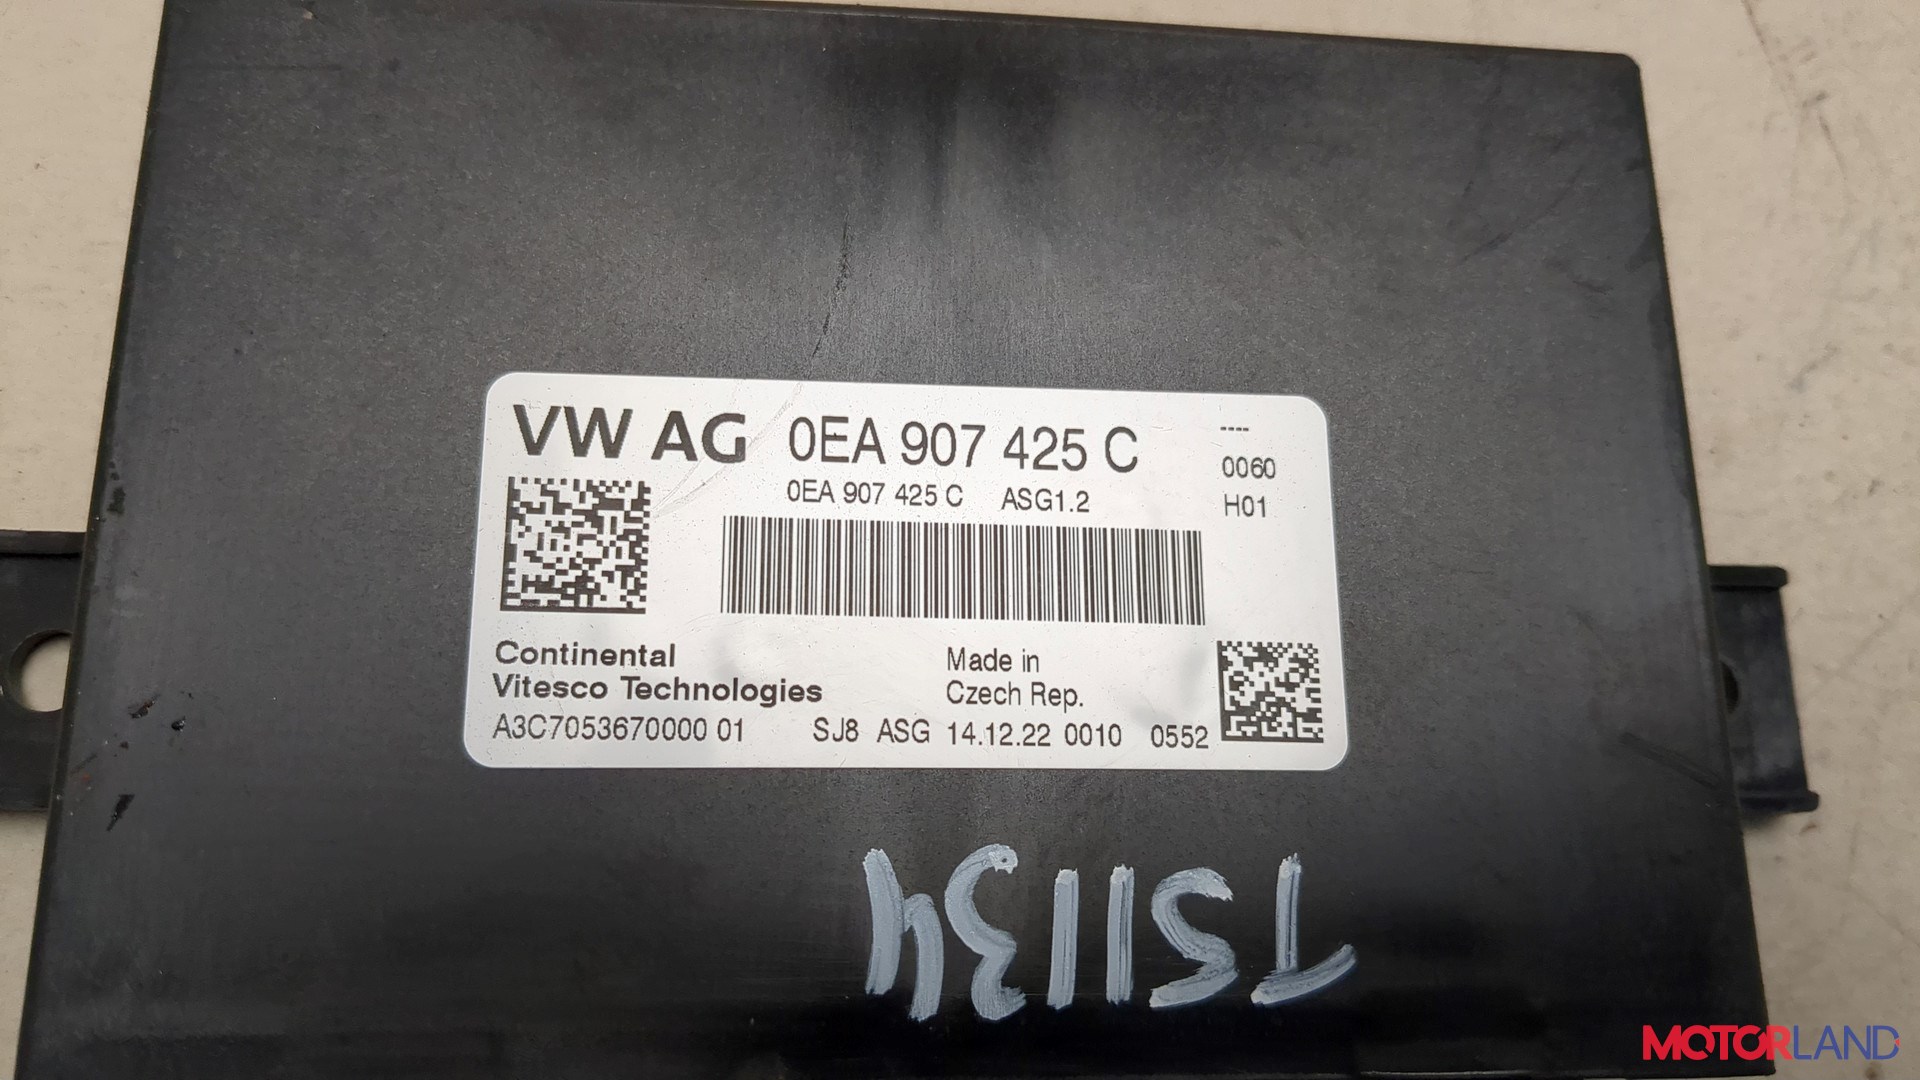 VW AG 0EA 907 425 C ----
0EA 907 425 C ASG1.2 0060
H01
Continental
Vitesco Technologies
Made in
Czech Rep.
A3C7053670000 01 SJ8 ASG 14.12.22 0010 0552
TS1134
MOTORLAND